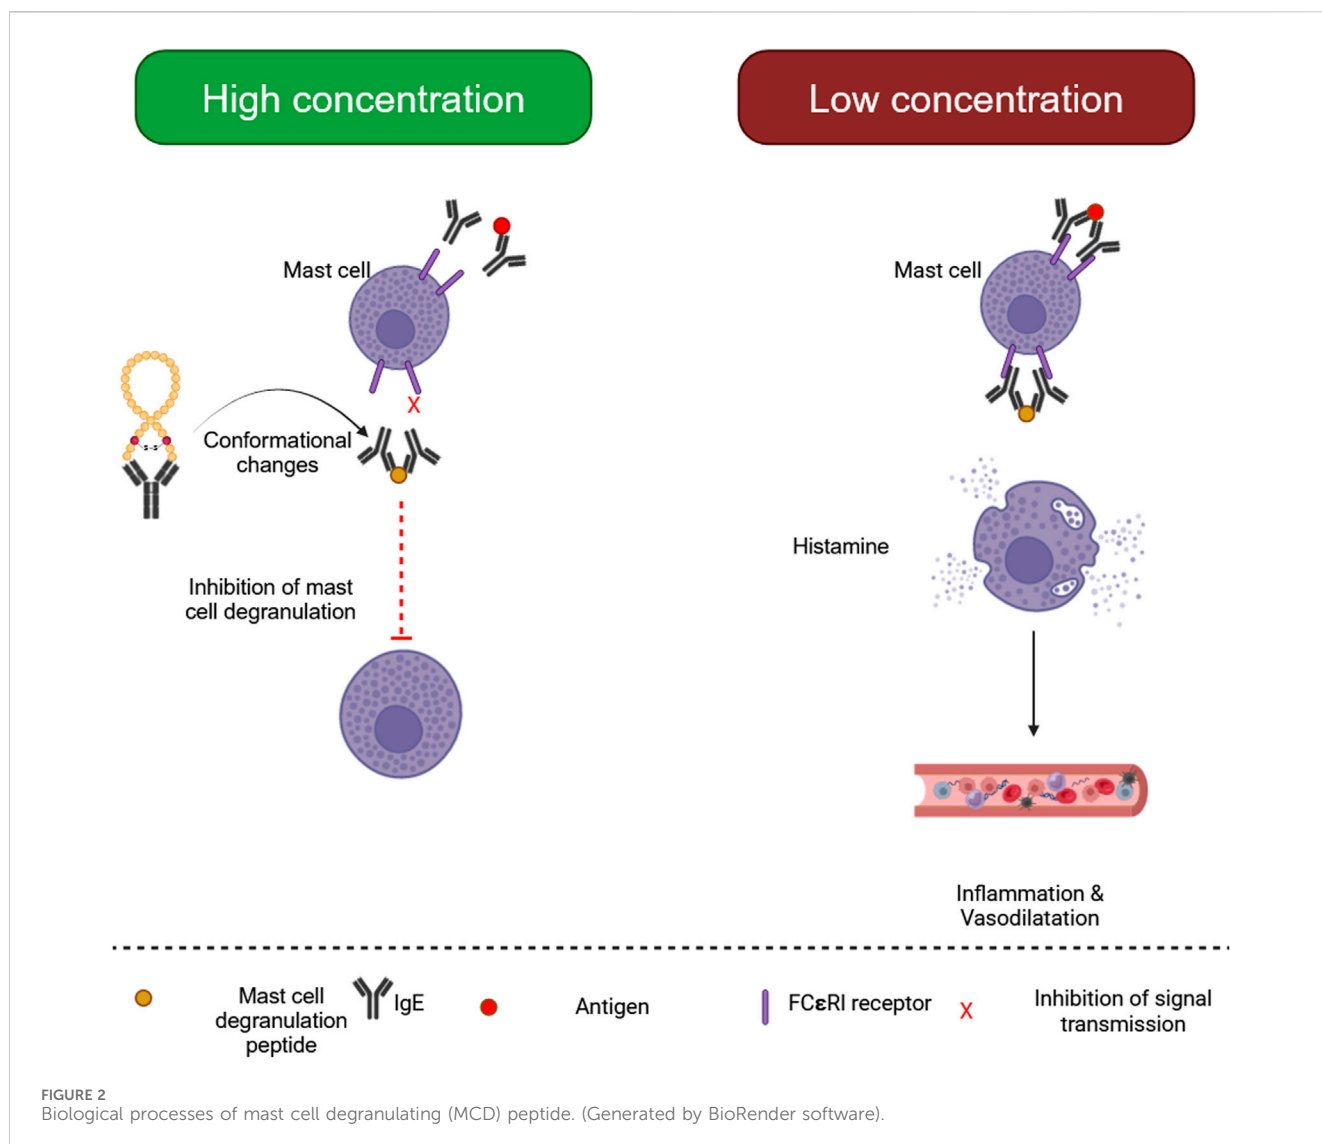 High concentration
Low concentration
Mast cell
Mast cell
Conformational
changes
X
s-s
Histamine
Inhibition of mast
cell degranulation
Inflammation &
Vasodilatation
Mast cell
degranulation
peptide
IgE
Antigen
FCεRI receptor
X
Inhibition of signal
transmission
FIGURE 2
Biological processes of mast cell degranulating (MCD) peptide. (Generated by BioRender software).